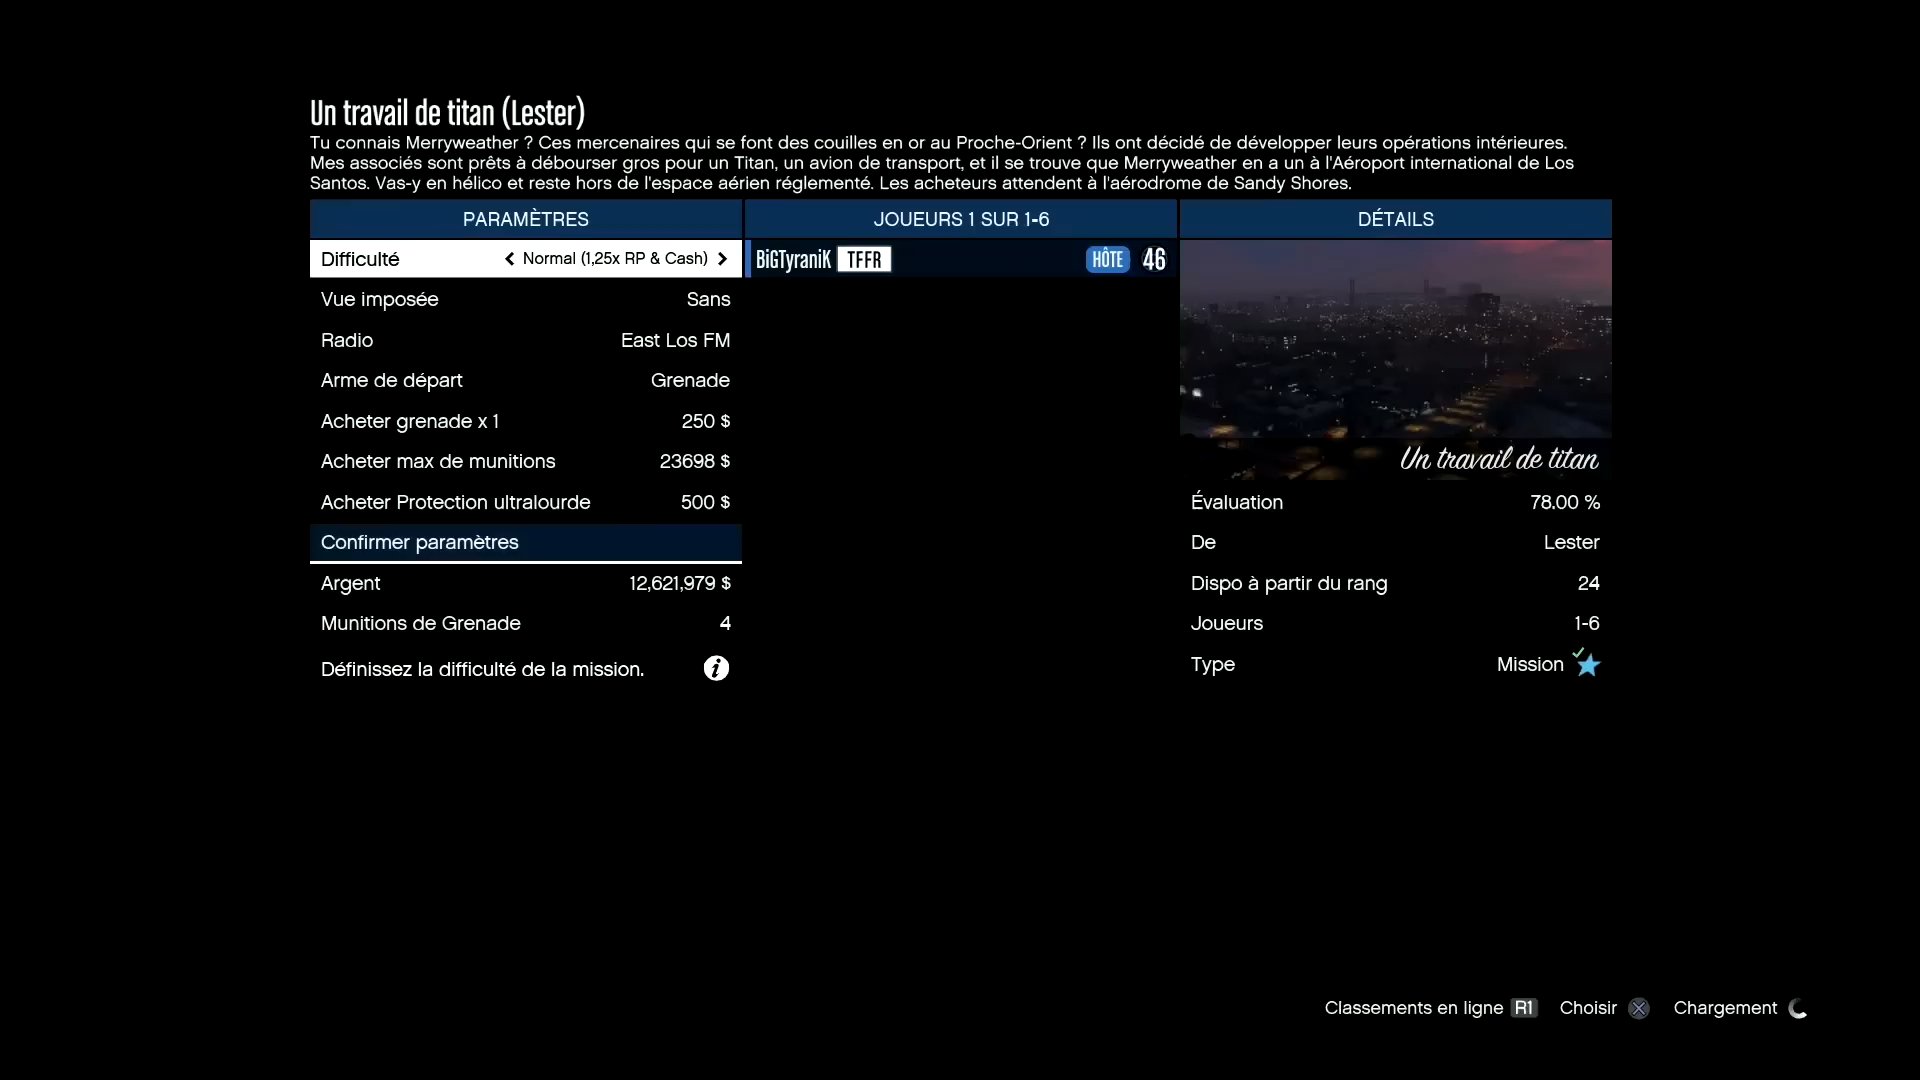 Un travail de titan (Lester)
Tu connais Merryweather ? Ces mercenaires qui se font des couilles en or au Proche-Orient ? Ils ont décidé de développer leurs opérations intérieures.
Mes associés sont prêts à débourser gros pour un Titan, un avion de transport, et il se trouve que Merryweather en a un à l'Aéroport international de Los
Santos. Vas-y en hélico et reste hors de l'espace aérien réglementé. Les acheteurs attendent à l'aérodrome de Sandy Shores.
PARAMÈTRES
Difficulté Normal (1,25x RP & Cash)
Vue imposée Sans
Radio East Los FM
Arme de départ Grenade
Acheter grenade x 1 250 $
Acheter max de munitions 23698 $
Acheter Protection ultralourde 500 $
Confirmer paramètres
Argent 12,621,979 $
Munitions de Grenade 4
Définissez la difficulté de la mission.
JOUEURS 1 SUR 1-6
BiGTyraniK TFFR HÔTE 46
DÉTAILS
Un travail de titan
Évaluation 78.00 %
De Lester
Dispo à partir du rang 24
Joueurs 1-6
Type Mission
Classements en ligne R1 Choisir Chargement